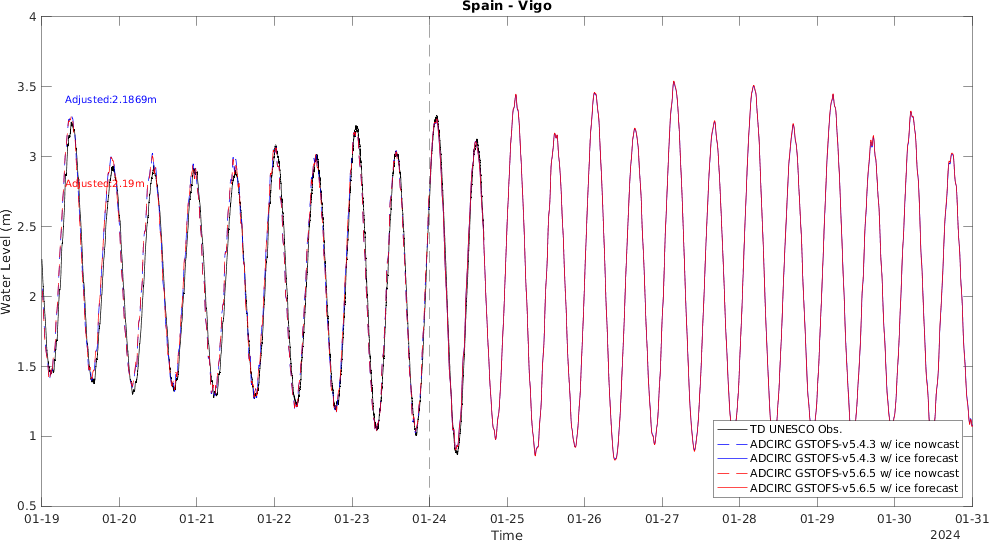 Spain - Vigo
4
3.5
3
2.5
2
1.5
1
0.5
Water Level (m)
Adjusted:2.1869m
Adjusted:2.19m
TD UNESCO Obs.
ADCIRC GSTOFS-v5.4.3 w/ ice nowcast
ADCIRC GSTOFS-v5.4.3 w/ ice forecast
ADCIRC GSTOFS-v5.6.5 w/ ice nowcast
ADCIRC GSTOFS-v5.6.5 w/ ice forecast
01-19 01-20 01-21 01-22 01-23 01-24 01-25 01-26 01-27 01-28 01-29 01-30 01-31
Time
2024